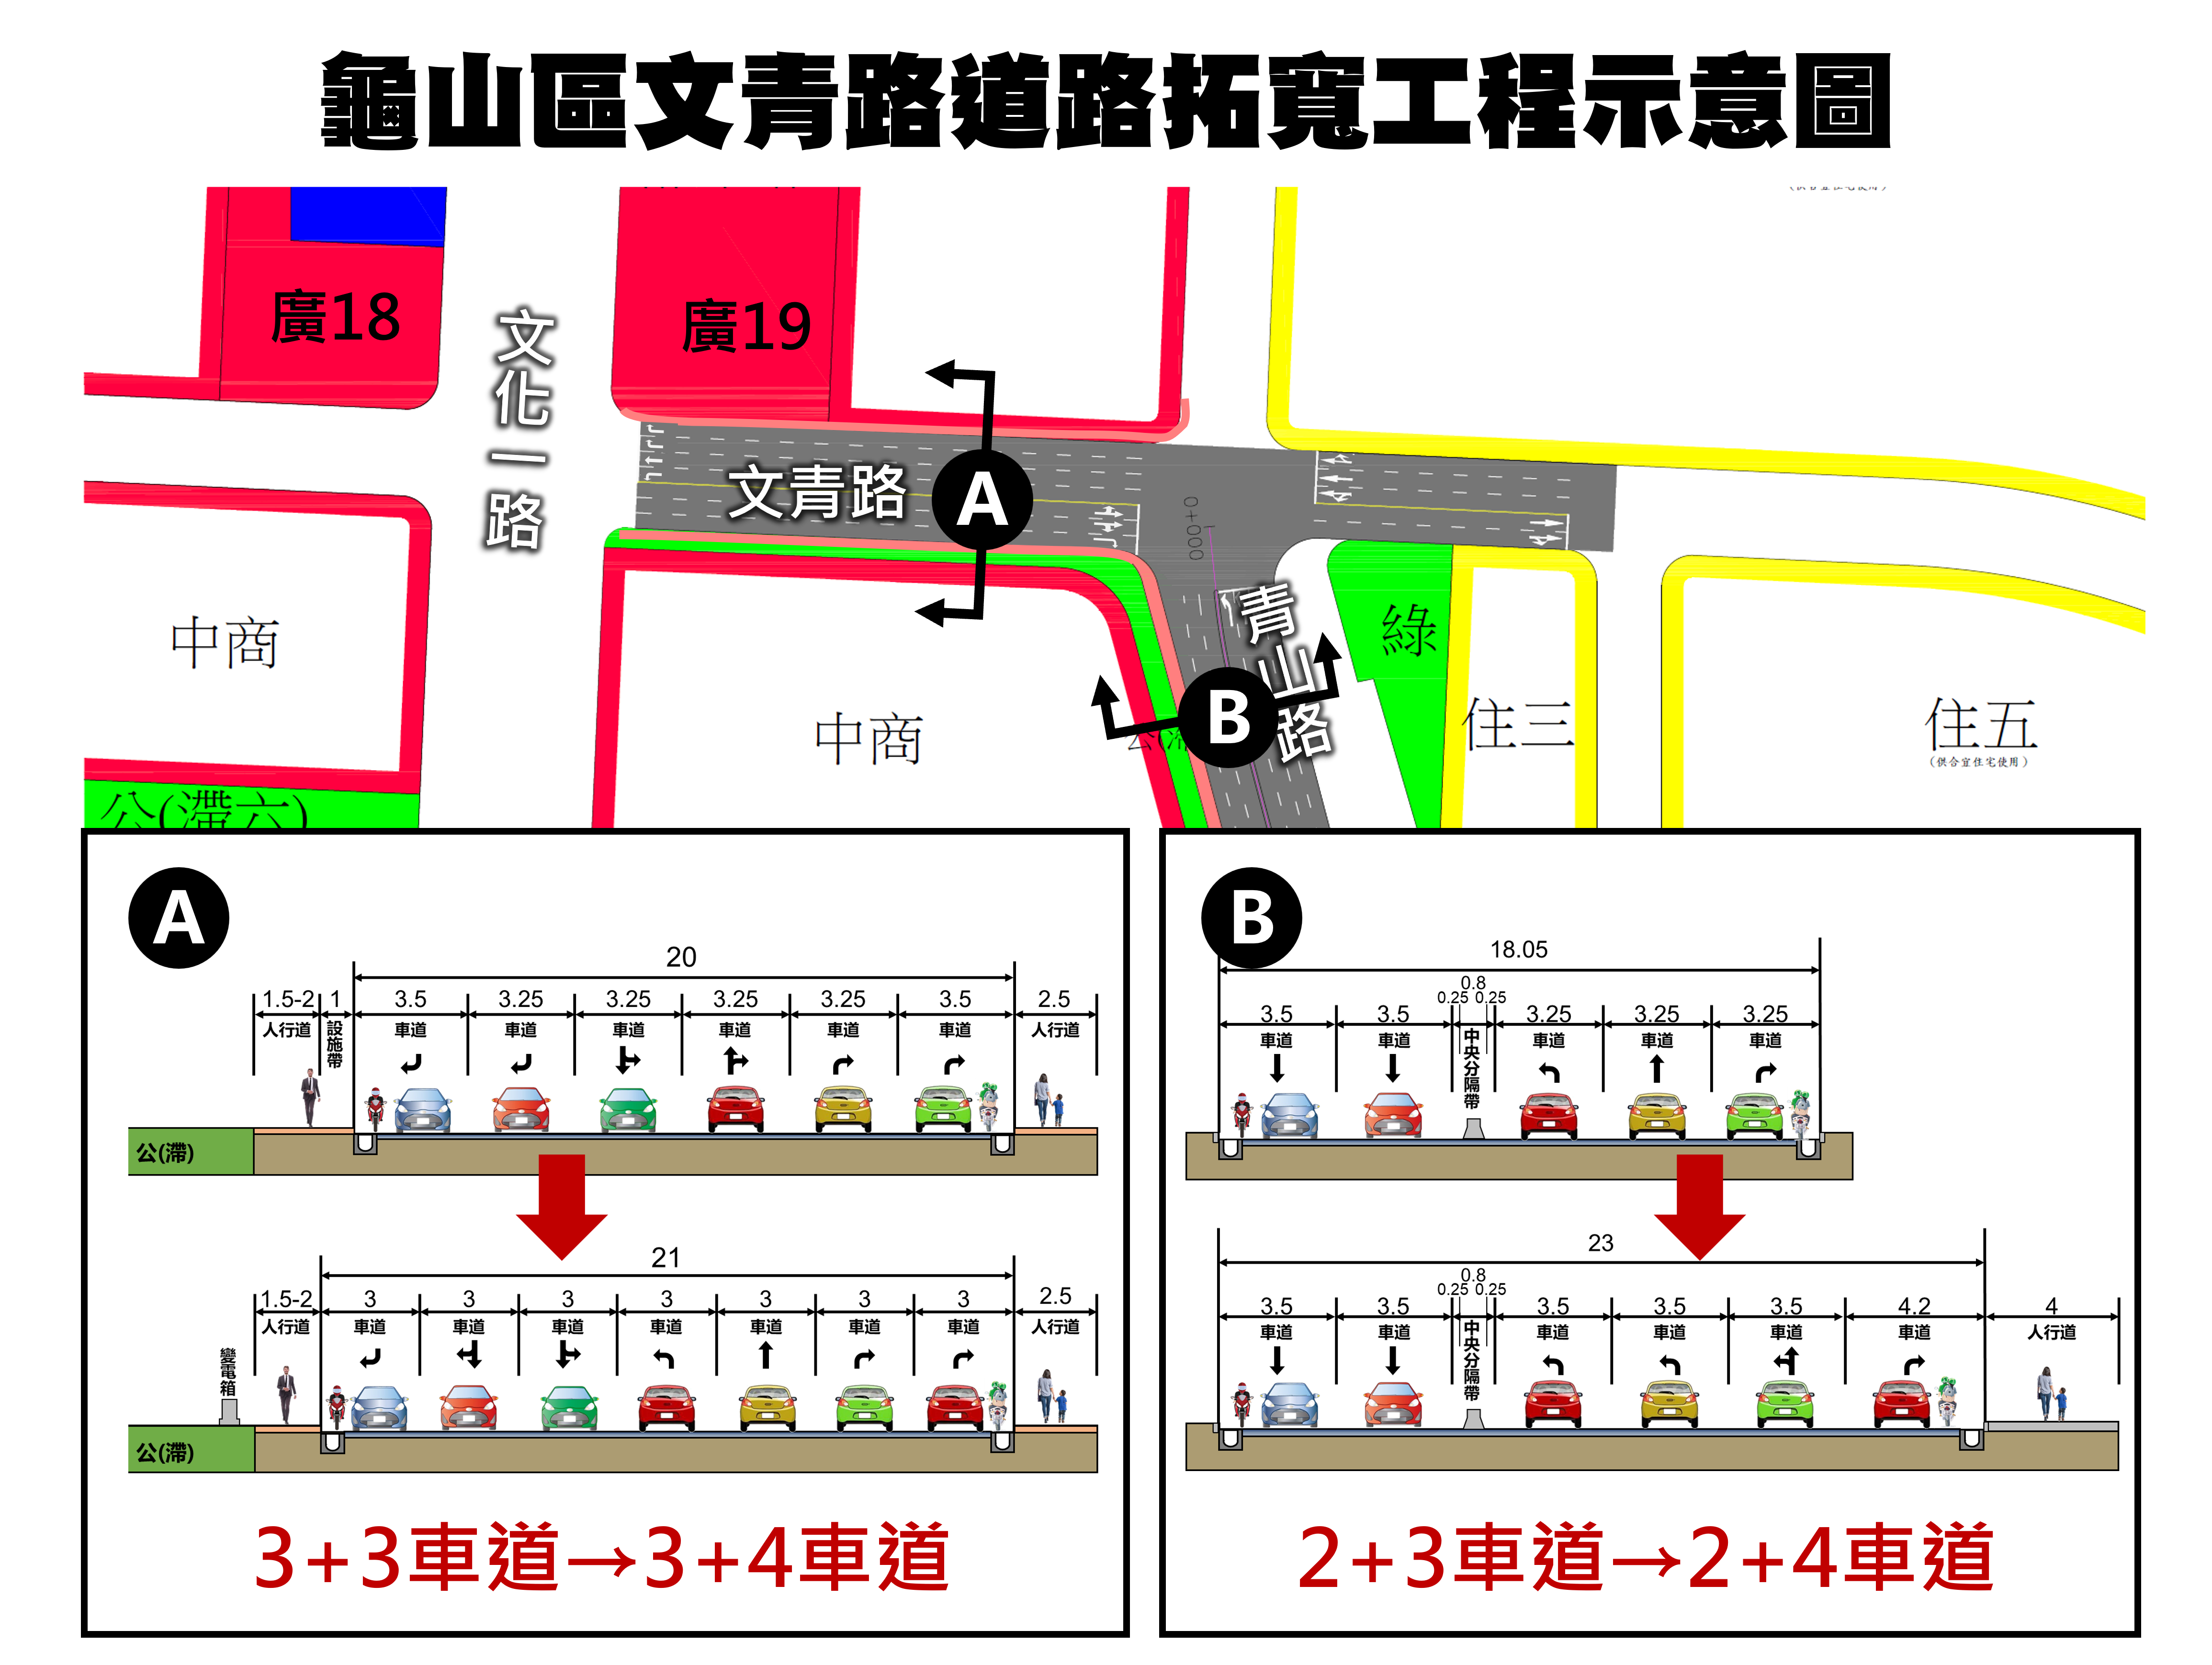 龜山區文青路道路拓寬工程示意圖
(供合宜住宅使用)
廣18
廣19
文化一路
文青路
A
0+000
青山路
B
綠
中商
中商
住三
住五
(供合宜住宅使用)
公(滯六)
A
20
1.5-2 1 3.5 3.25 3.25 3.25 3.25 3.5 2.5
人行道 設施帶 車道 車道 車道 車道 車道 車道 人行道
公(滯)
21
1.5-2 3 3 3 3 3 3 3 2.5
人行道 車道 車道 車道 車道 車道 車道 車道 人行道
變電箱
公(滯)
3+3車道→3+4車道
B
18.05
0.8
0.25 0.25
3.5 3.5 3.25 3.25 3.25
車道 車道 中央分隔帶 車道 車道 車道
23
0.8
0.25 0.25
3.5 3.5 3.5 3.5 3.5 4.2 4
車道 車道 中央分隔帶 車道 車道 車道 車道 人行道
2+3車道→2+4車道